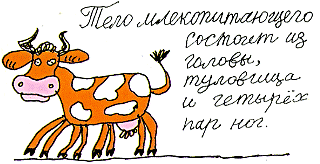 Тело млекопитающего
состоит из
головы,
туловища
и четырёх
пар ног.